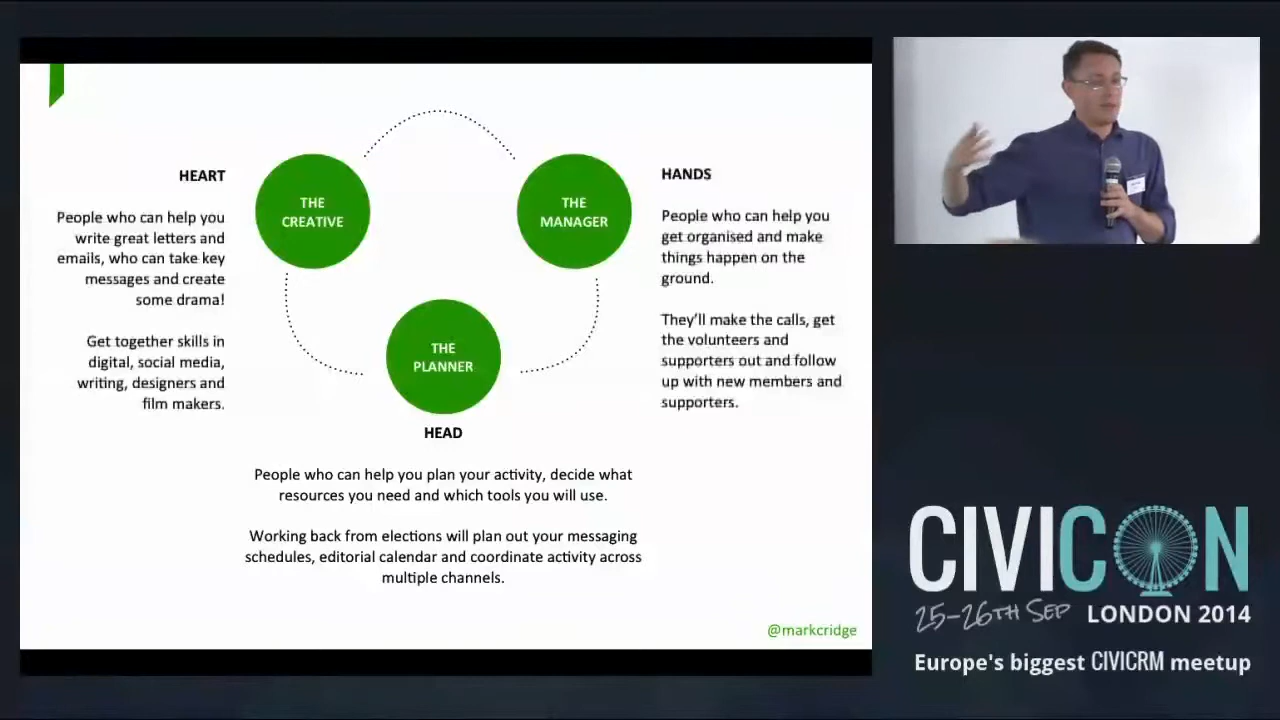 HEART
People who can help you
write great letters and
emails, who can take key
messages and create
some drama!
Get together skills in
digital, social media,
writing, designers and
film makers.
THE
CREATIVE
THE
MANAGER
THE
PLANNER
HANDS
People who can help you
get organised and make
things happen on the
ground.
They'll make the calls, get
the volunteers and
supporters out and follow
up with new members and
supporters.
HEAD
People who can help you plan your activity, decide what
resources you need and which tools you will use.
Working back from elections will plan out your messaging
schedules, editorial calendar and coordinate activity across
multiple channels.
@markcridge
CIVICON
25-26TH SEP LONDON 2014
Europe's biggest CIVICRM meetup